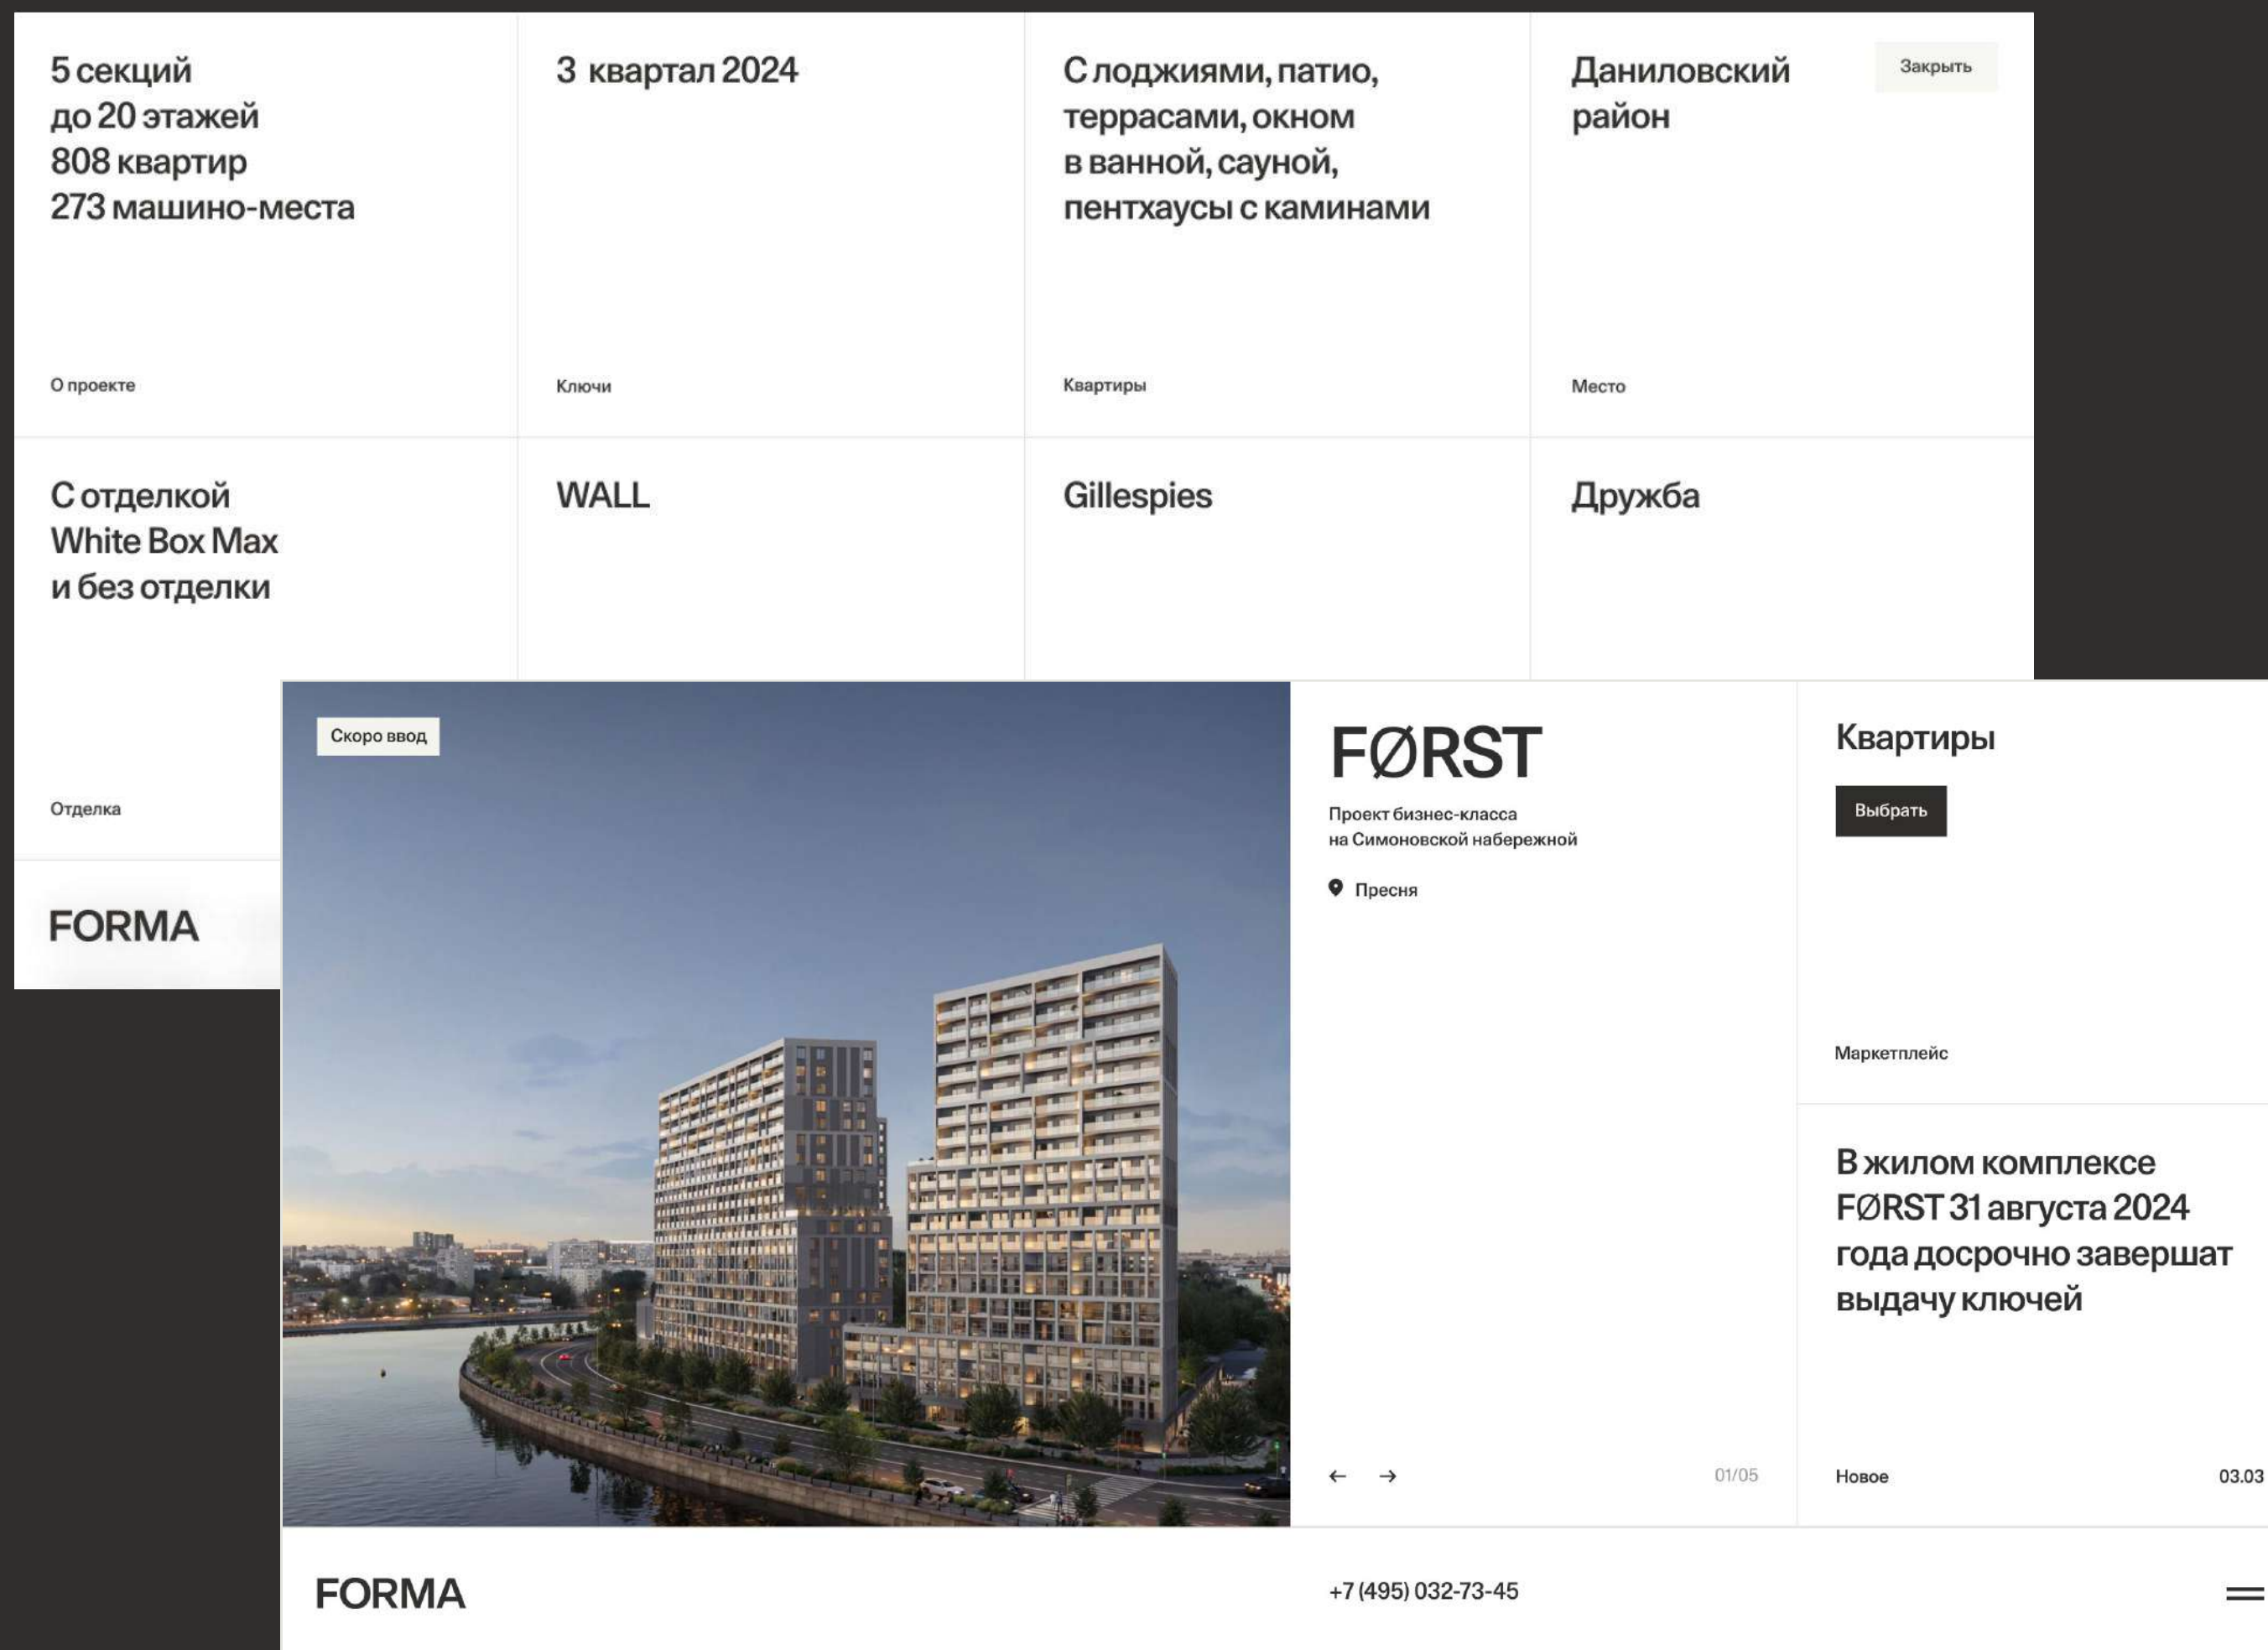 5 секций
до 20 этажей
808 квартир
273 машино-места
О проекте
3 квартал 2024
Ключи
С лоджиями, патио,
террасами, окном
в ванной, сауной,
пентхаусы с каминами
Квартиры
Даниловский
район
Закрыть
Место
С отделкой
White Box Max
и без отделки
Отделка
WALL
Gillespies
Дружба
FORMA
Скоро ввод
FØRST
Проект бизнес-класса
на Симоновской набережной
Пресня
01/05
Квартиры
Выбрать
Маркетплейс
В жилом комплексе
FØRST 31 августа 2024
года досрочно завершат
выдачу ключей
Новое
03.03
FORMA
+7 (495) 032-73-45